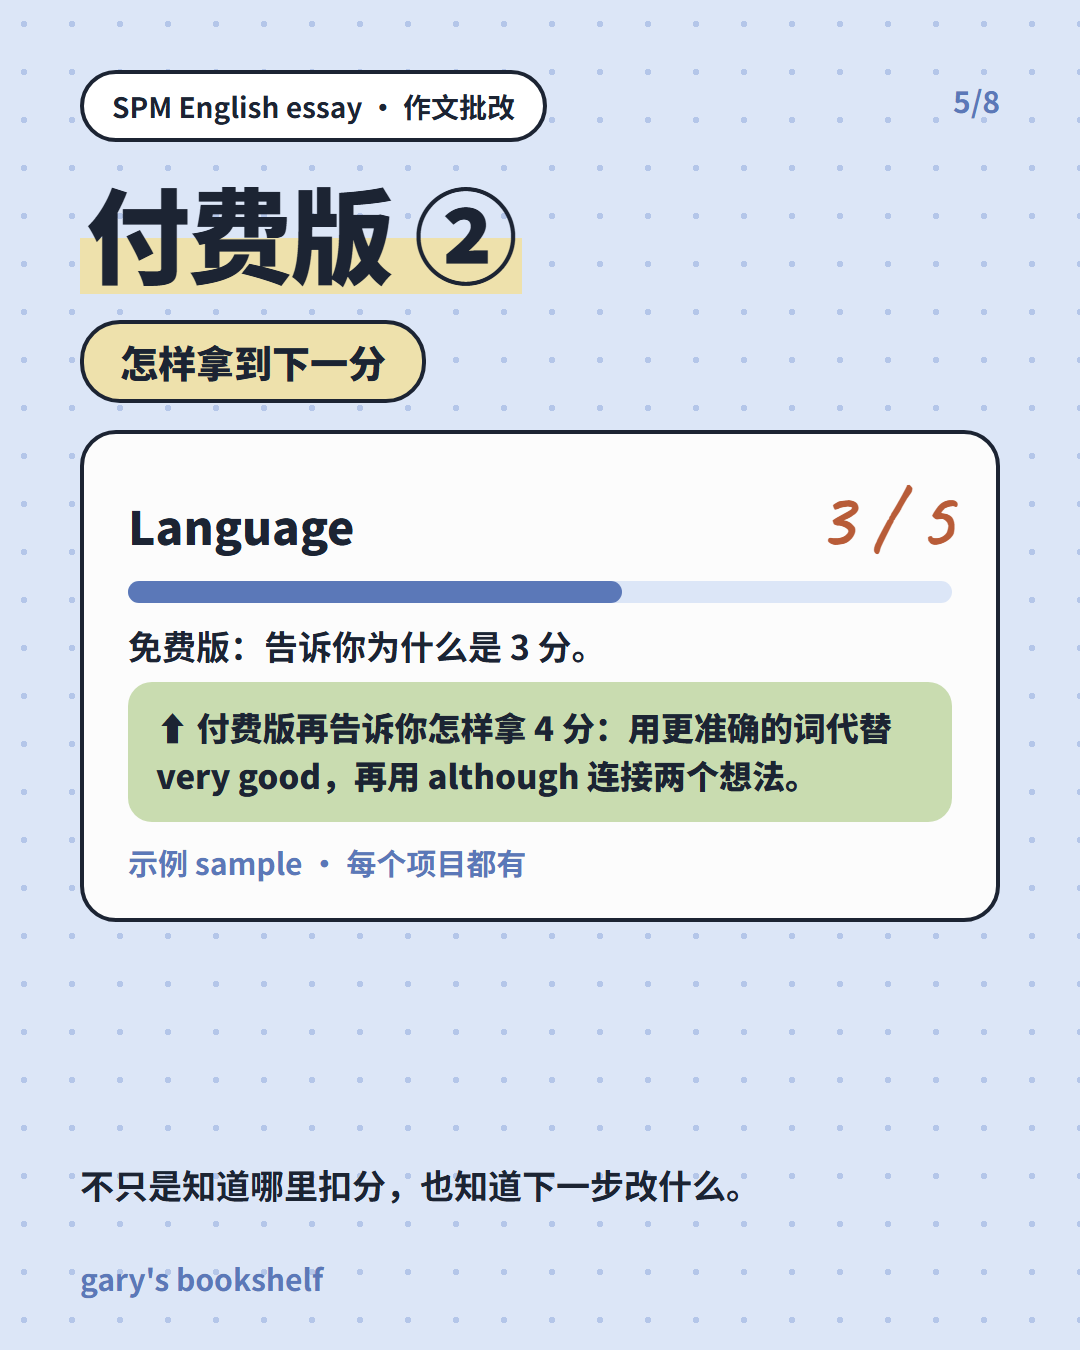 SPM English essay · 作文批改
5/8
付费版 ②
怎样拿到下一分
Language
3 / 5
免费版：告诉你为什么是 3 分。
⬆ 付费版再告诉你怎样拿 4 分：用更准确的词代替
very good，再用 although 连接两个想法。
示例 sample · 每个项目都有
不只是知道哪里扣分，也知道下一步改什么。
gary's bookshelf